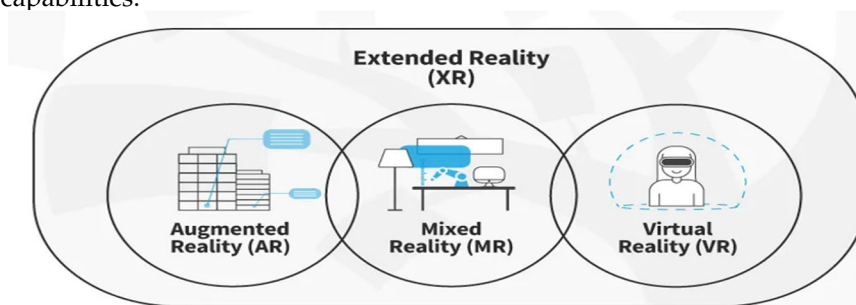 capabilities.
Extended Reality
(XR)
Augmented
Reality (AR)
Mixed
Reality (MR)
Virtual
Reality (VR)